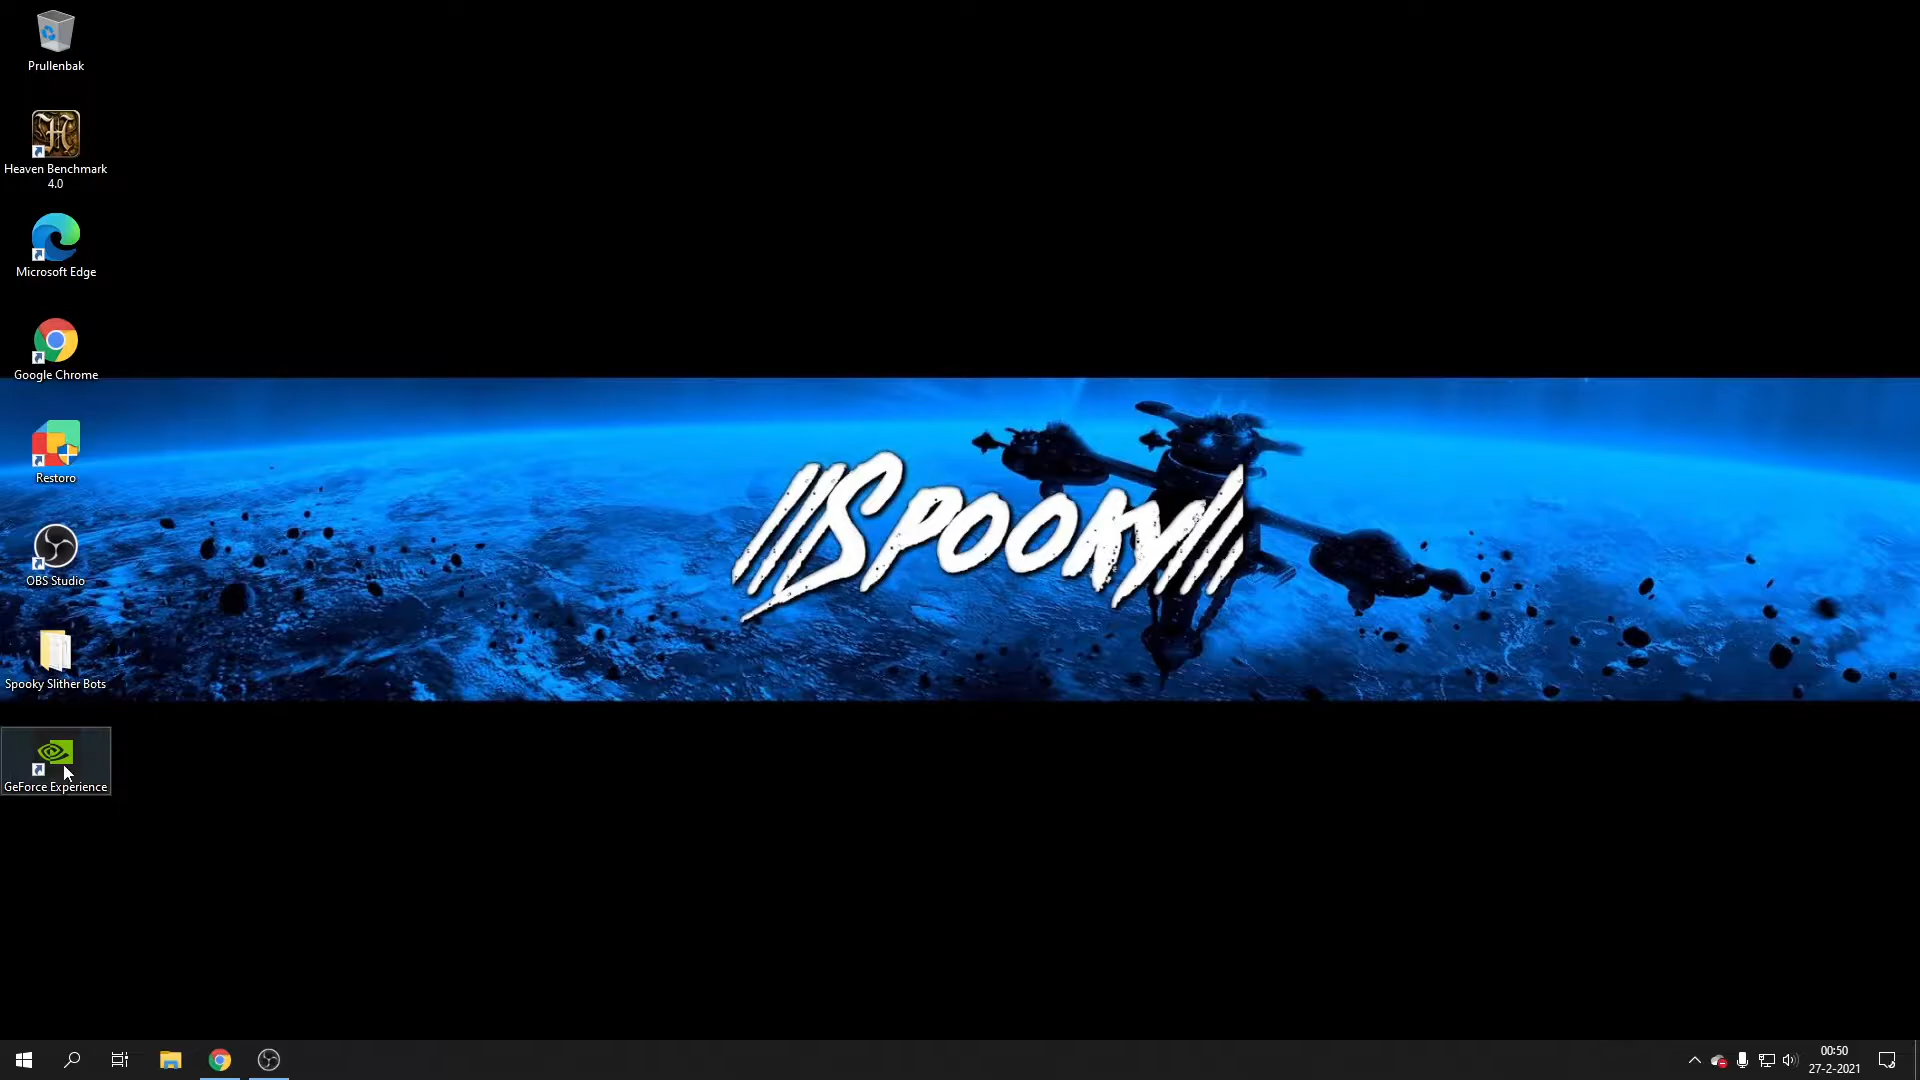 Prullenbak
Heaven Benchmark
4.0
Microsoft Edge
Google Chrome
Restoro
OBS Studio
Spooky Slither Bots
GeForce Experience
Spooky
00:50
27-2-2021